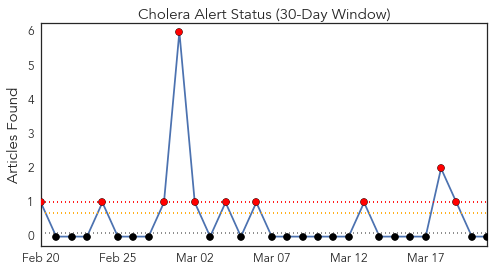 Cholera Alert Status (30-Day Window)
Articles Found
6
5
4
3
2
1
0
Feb 20
Feb 25
Mar 02
Mar 07
Mar 12
Mar 17